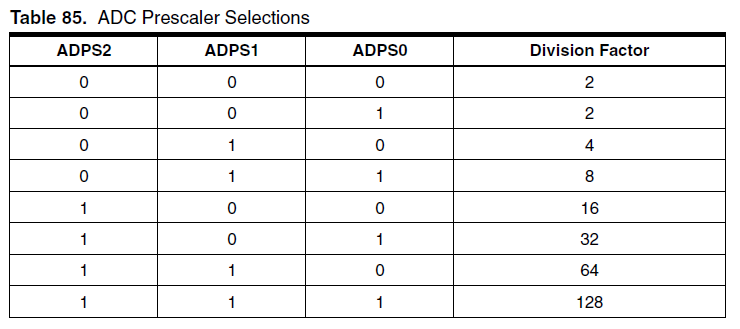 Table 85. ADC Prescaler Selections
ADPS2 ADPS1 ADPS0 Division Factor
0 0 0 2
0 0 1 2
0 1 0 4
0 1 1 8
1 0 0 16
1 0 1 32
1 1 0 64
1 1 1 128